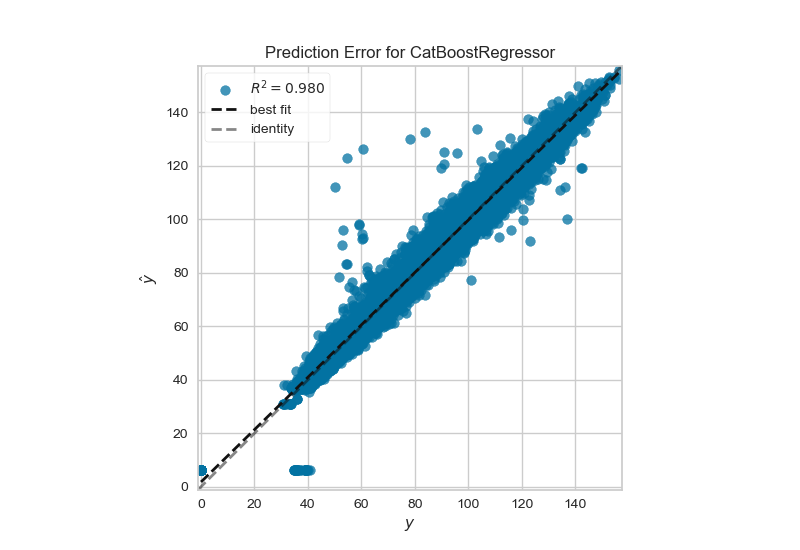 Prediction Error for CatBoostRegressor
R² = 0.980
best fit
identity
140
120
100
80
60
40
20
0
ŷ
0 20 40 60 80 100 120 140
y